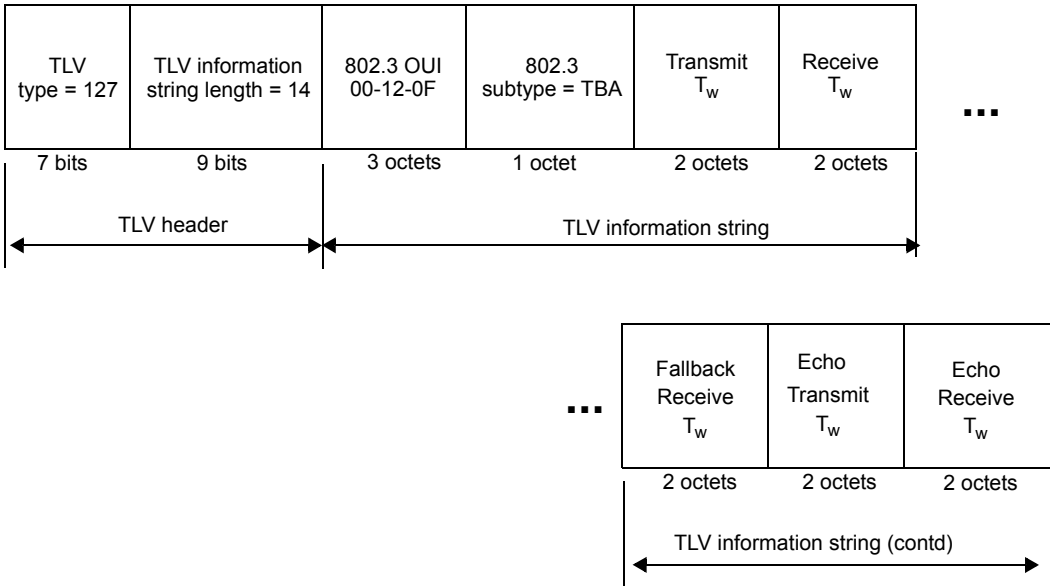 TLV
type = 127
TLV information
string length = 14
802.3 OUI
00-12-0F
802.3
subtype = TBA
Transmit
Tw
Receive
Tw
...
7 bits
9 bits
3 octets
1 octet
2 octets
2 octets
TLV header
TLV information string
...
Fallback
Receive
Tw
Echo
Transmit
Tw
Echo
Receive
Tw
2 octets
2 octets
2 octets
TLV information string (contd)